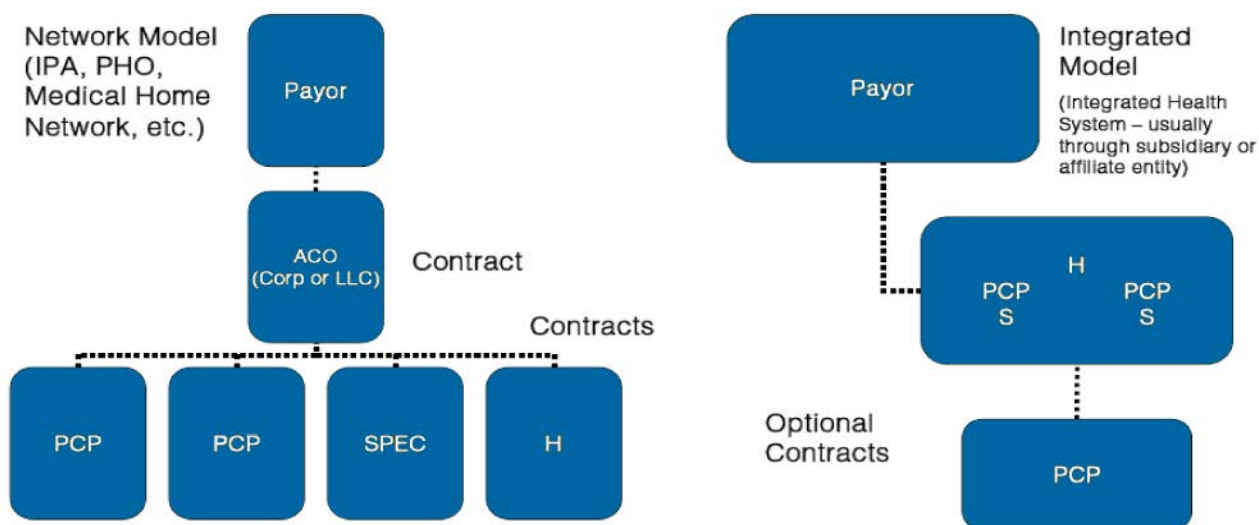 Network Model
(IPA, PHO,
Medical Home
Network, etc.)
Payor
ACO
(Corp or LLC)
Contract
Contracts
PCP
PCP
SPEC
H
Payor
Integrated
Model
(Integrated Health
System – usually
through subsidiary or
affiliate entity)
H
PCP
S
PCP
S
Optional
Contracts
PCP